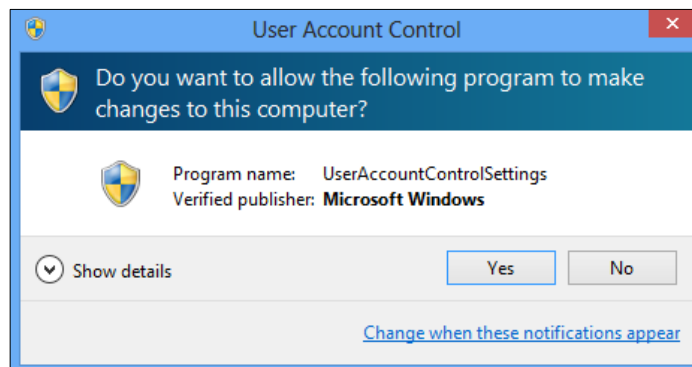 User Account Control
Do you want to allow the following program to make
changes to this computer?
Program name: UserAccountControlSettings
Verified publisher: Microsoft Windows
Show details
Yes
No
Change when these notifications appear